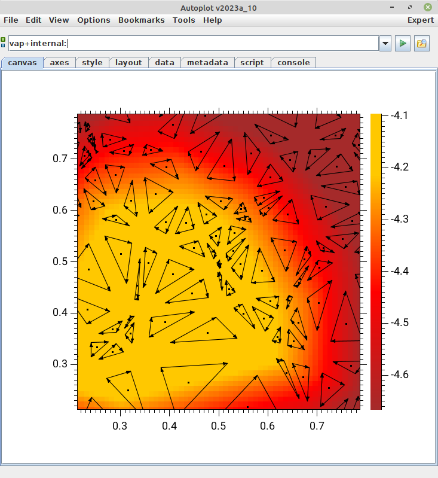 Autoplot v2023a_10
File Edit View Options Bookmarks Tools Help Expert
vap+internal:
canvas axes style layout data metadata script console
0.7
0.6
0.5
0.4
0.3
0.3 0.4 0.5 0.6 0.7
-4.1
-4.2
-4.3
-4.4
-4.5
-4.6